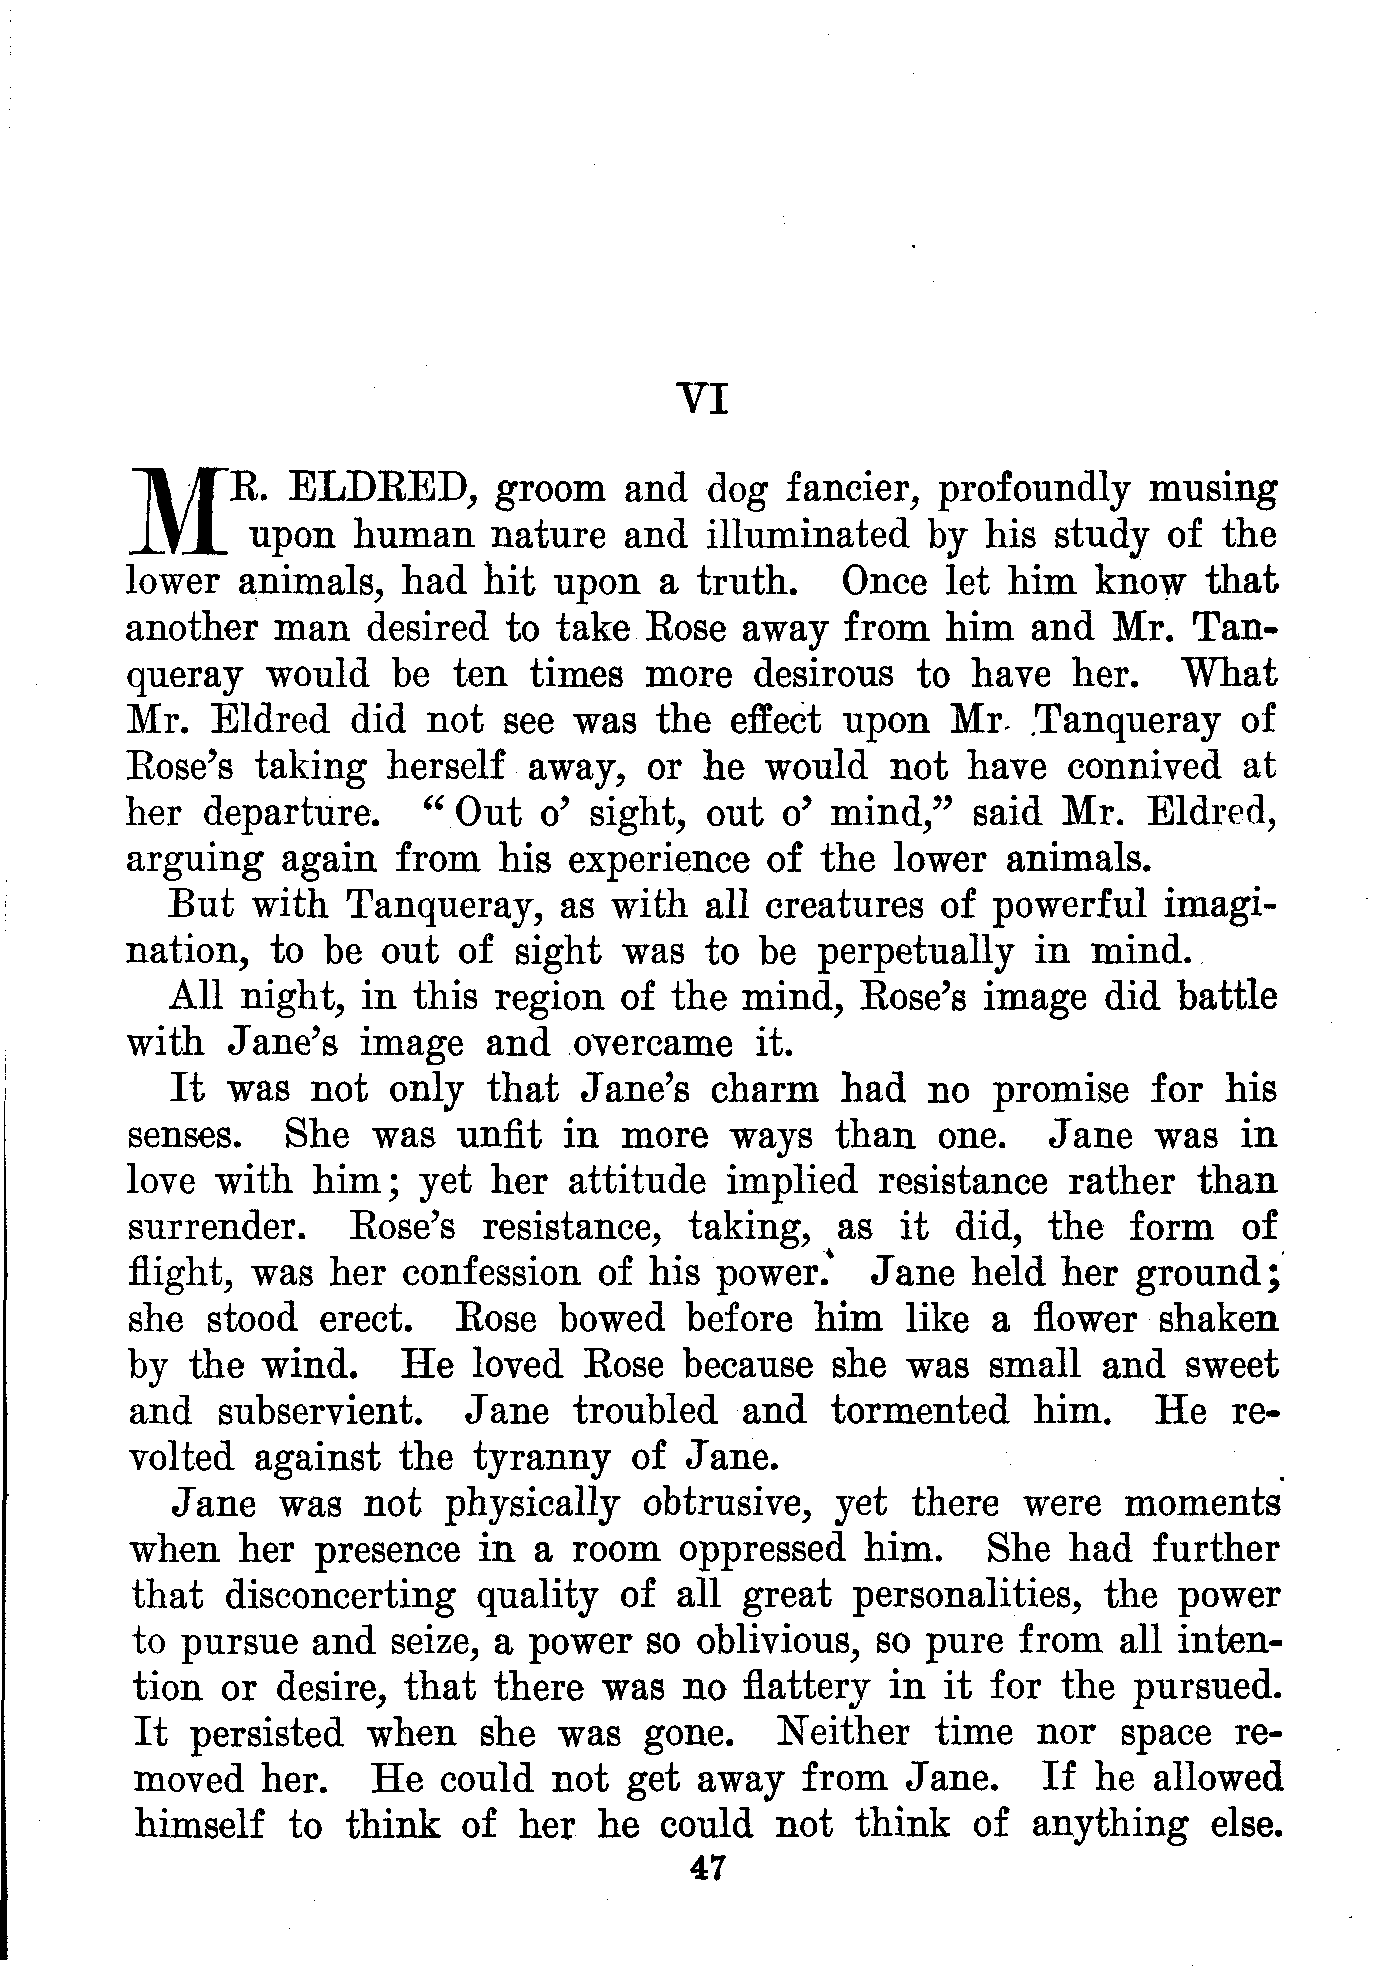 VI
MR. ELDRED, groom and dog fancier, profoundly musing
upon human nature and illuminated by his study of the
lower animals, had hit upon a truth. Once let him know that
another man desired to take Rose away from him and Mr. Tan-
queray would be ten times more desirous to have her. What
Mr. Eldred did not see was the effect upon Mr. Tanqueray of
Rose's taking herself away, or he would not have connived at
her departure. "Out o' sight, out o' mind," said Mr. Eldred,
arguing again from his experience of the lower animals.
But with Tanqueray, as with all creatures of powerful imagi-
nation, to be out of sight was to be perpetually in mind.
All night, in this region of the mind, Rose's image did battle
with Jane's image and overcame it.
It was not only that Jane's charm had no promise for his
senses. She was unfit in more ways than one. Jane was in
love with him; yet her attitude implied resistance rather than
surrender. Rose's resistance, taking, as it did, the form of
flight, was her confession of his power. Jane held her ground;
she stood erect. Rose bowed before him like a flower shaken
by the wind. He loved Rose because she was small and sweet
and subservient. Jane troubled and tormented him. He re-
volted against the tyranny of Jane.
Jane was not physically obtrusive, yet there were moments
when her presence in a room oppressed him. She had further
that disconcerting quality of all great personalities, the power
to pursue and seize, a power so oblivious, so pure from all inten-
tion or desire, that there was no flattery in it for the pursued.
It persisted when she was gone. Neither time nor space re-
moved her. He could not get away from Jane. If he allowed
himself to think of her he could not think of anything else.
47